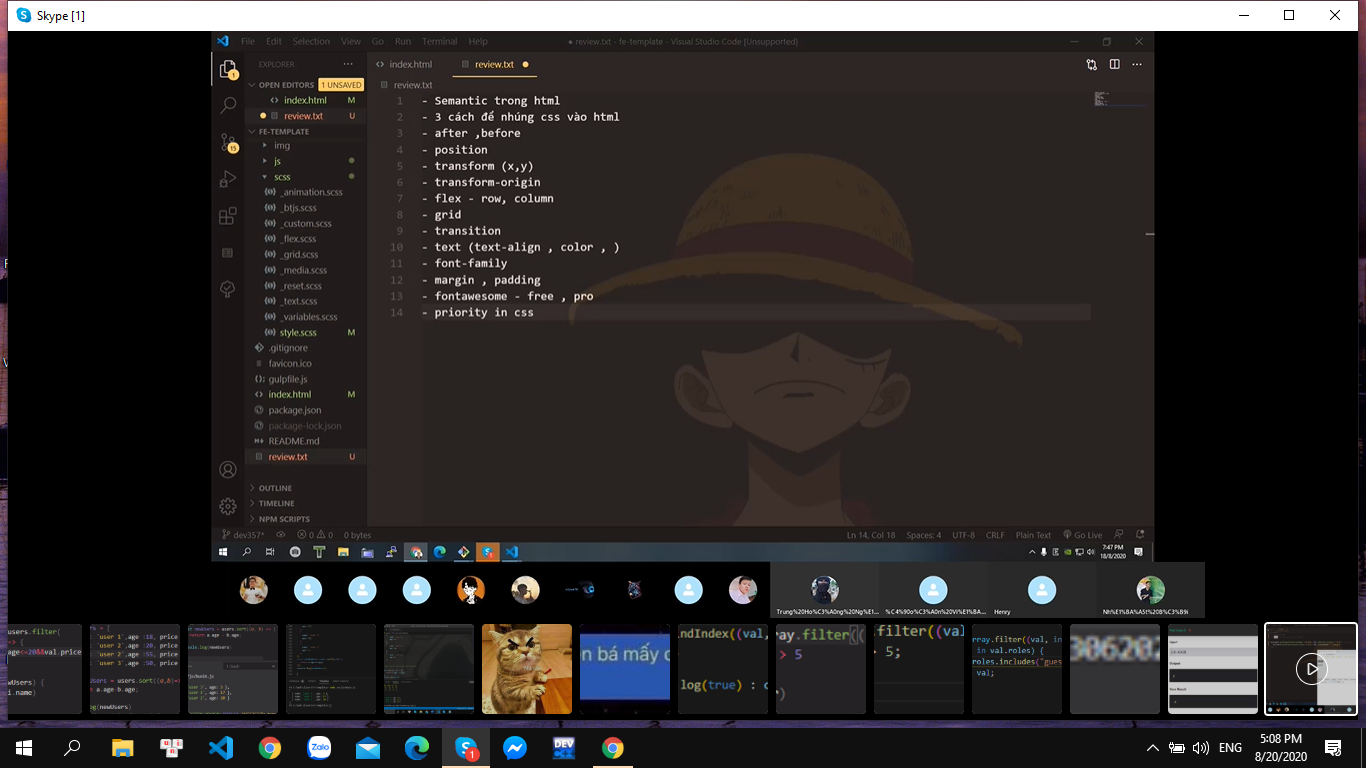 Skype [1]
File Edit Selection View Go Run Terminal Help
● review.txt - fe-template - Visual Studio Code [Unsupported]
EXPLORER
index.html
review.txt
OPEN EDITORS 1 UNSAVED
review.txt
index.html M
review.txt U
FE-TEMPLATE
img
js
scss
_animation.scss
_btjs.scss
_custom.scss
_flex.scss
_grid.scss
_media.scss
_reset.scss
_text.scss
_variables.scss
style.scss M
.gitignore
favicon.ico
gulpfile.js
index.html M
package.json
package-lock.json
README.md
review.txt U
OUTLINE
TIMELINE
NPM SCRIPTS
1
15
1 - Semantic trong html
2 - 3 cách để nhúng css vào html
3 - after ,before
4 - position
5 - transform (x,y)
6 - transform-origin
7 - flex - row, column
8 - grid
9 - transition
10 - text (text-align , color , )
11 - font-family
12 - margin , padding
13 - fontawesome - free , pro
14 - priority in css
dev357* 0 0 0 bytes
Ln 14, Col 18 Spaces: 4 UTF-8 CRLF Plain Text Go Live
7:47 PM
18/8/2020
Trung%20Ho%C3%A0ng%20Ng%E1...
%C4%90o%C3%A0n%20V%E1%BA...
Henry
Nh%E1%BA%A5t%20B%C3%B9i
users.filter(
=> {
age<=20&&val.price
wUsers) {
i.name)
s = [
'user 1',age :18, price
'user 2',age :20, price
'user 2',age :55, price
'user 3',age :50, price
wUsers = users.sort((a,b)=
a.age-b.age;
log(newUsers)
newUsers = users.sort((a, b) => {
return a.age - b.age;
n bá mấy c
ndIndex((val,
log(true) : c
ray.filter((
> 5
filter((va
> 5;
rray.filter((val, in
in val.roles) {
roles.includes("gues
val;
306202
Zalo
1
DEV
ENG
5:08 PM
8/20/2020